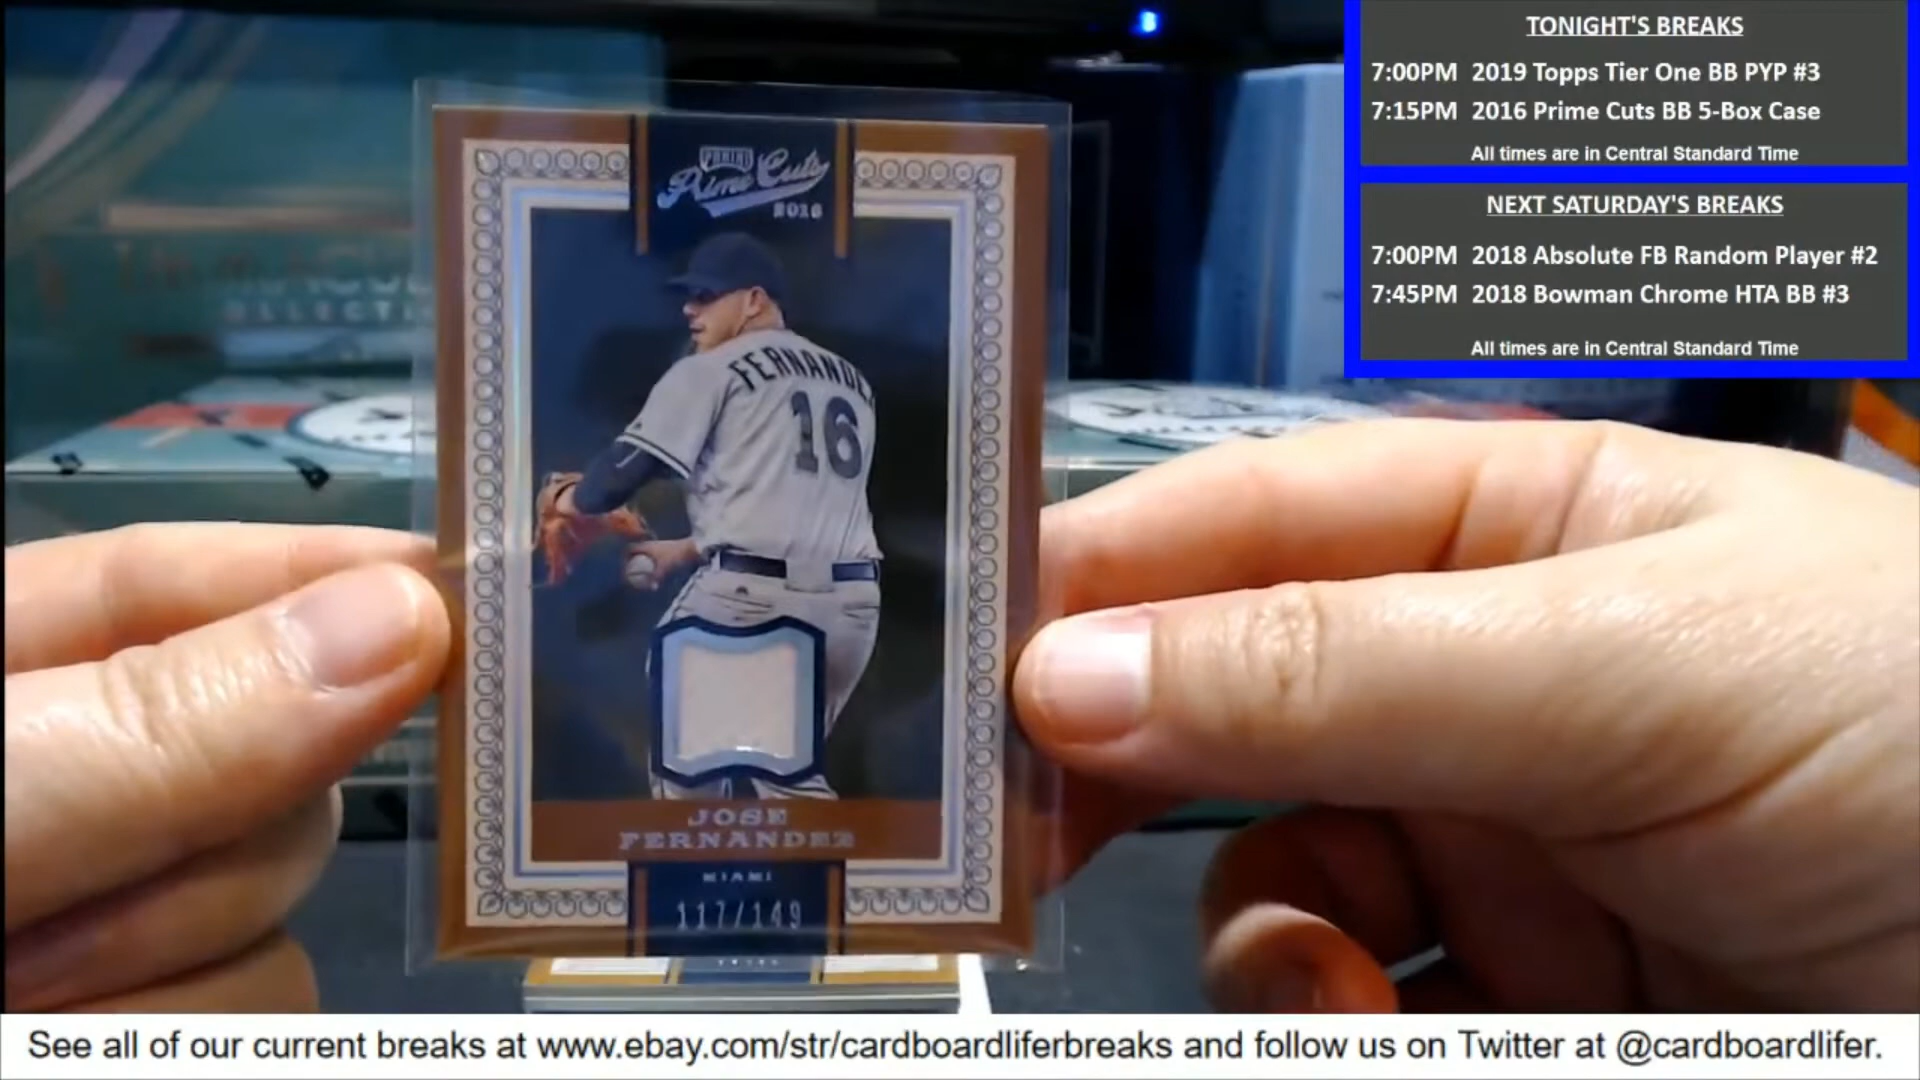 TONIGHT'S BREAKS
7:00PM 2019 Topps Tier One BB PYP #3
7:15PM 2016 Prime Cuts BB 5-Box Case
All times are in Central Standard Time
NEXT SATURDAY'S BREAKS
7:00PM 2018 Absolute FB Random Player #2
7:45PM 2018 Bowman Chrome HTA BB #3
All times are in Central Standard Time
PANINI
Prime Cuts
2016
FERNANDE
16
JOSE
FERNANDEZ
MIAMI
117/149
See all of our current breaks at www.ebay.com/str/cardboardliferbreaks and follow us on Twitter at @cardboardlifer.